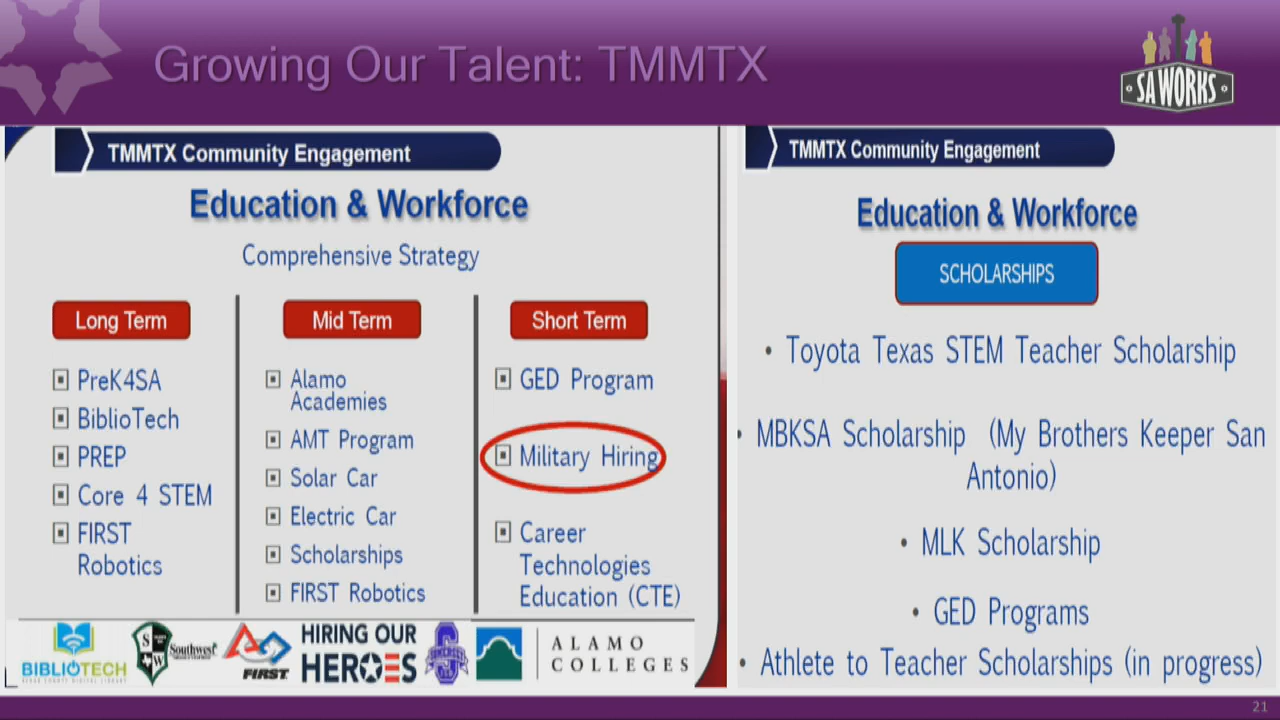 Growing Our Talent: TMMTX
SA WORKS
TMMTX Community Engagement
Education & Workforce
Comprehensive Strategy
Long Term
PreK4SA
BiblioTech
PREP
Core 4 STEM
FIRST
Robotics
Mid Term
Alamo
Academies
AMT Program
Solar Car
Electric Car
Scholarships
FIRST Robotics
Short Term
GED Program
Military Hiring
Career
Technologies
Education (CTE)
BIBLIOTECH
SW
Southwest
FIRST
HIRING OUR
HEROES
ALAMO
COLLEGES
TMMTX Community Engagement
Education & Workforce
SCHOLARSHIPS
• Toyota Texas STEM Teacher Scholarship
• MBKSA Scholarship (My Brothers Keeper San
Antonio)
• MLK Scholarship
• GED Programs
• Athlete to Teacher Scholarships (in progress)
21